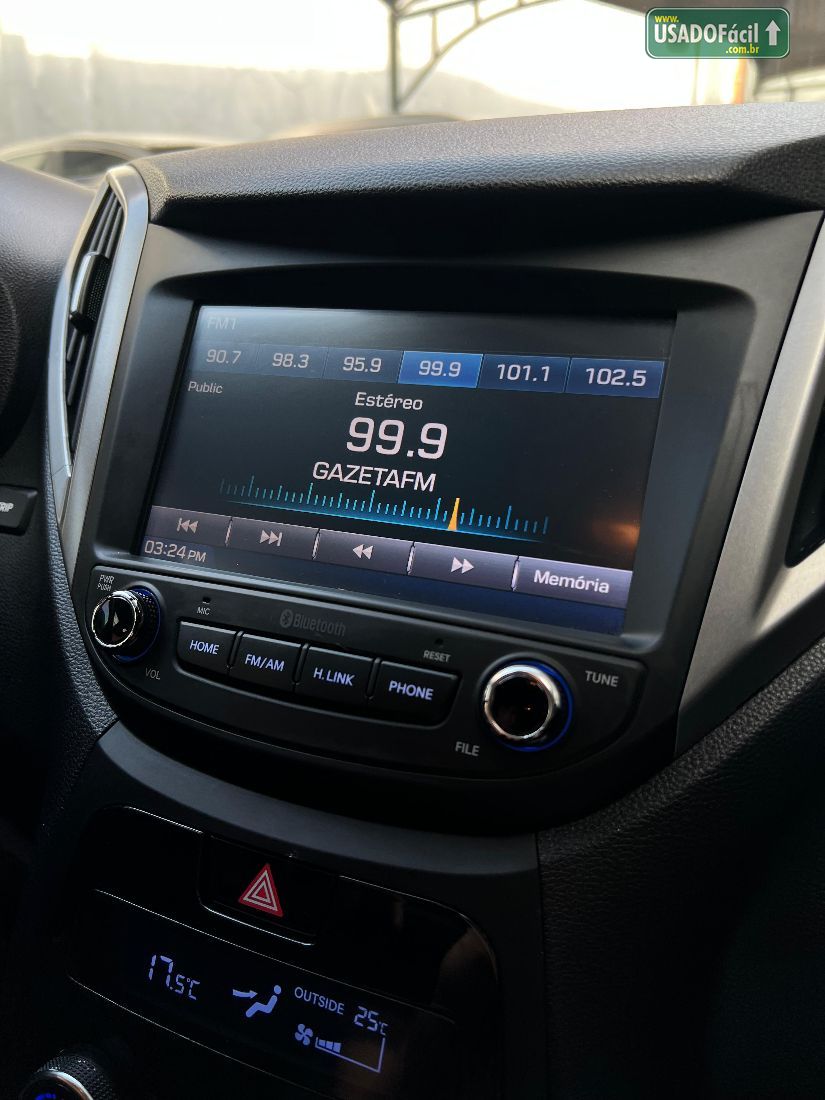 www.
USADOFácil
.com.br
FM1
90.7 98.3 95.9 99.9 101.1 102.5
Public
Estéreo
99.9
GAZETAFM
Memória
03:24 PM
TRIP
PWR
PUSH
MIC
Bluetooth
VOL
HOME FM/AM H.LINK PHONE
RESET
TUNE
FILE
17.5°C
OUTSIDE 25°C